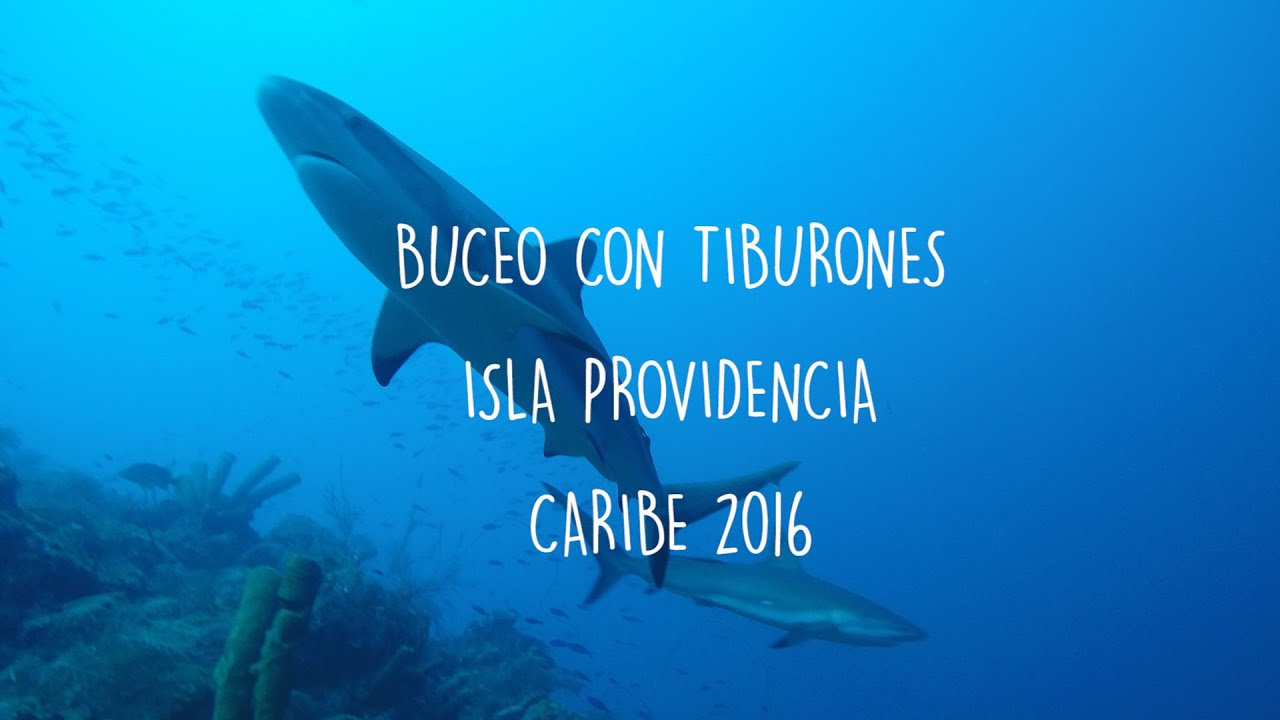 BUCEO CON TIBURONES
ISLA PROVIDENCIA
CARIBE 2016